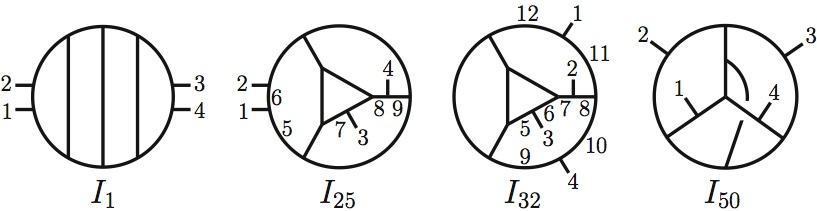 2 1 3 4
I₁
2 1 6 5 4 8 9 7 3
I₂₅
12 1 11 2 6 7 8 5 3 10 9 4
I₃₂
2 3 1 4
I₅₀